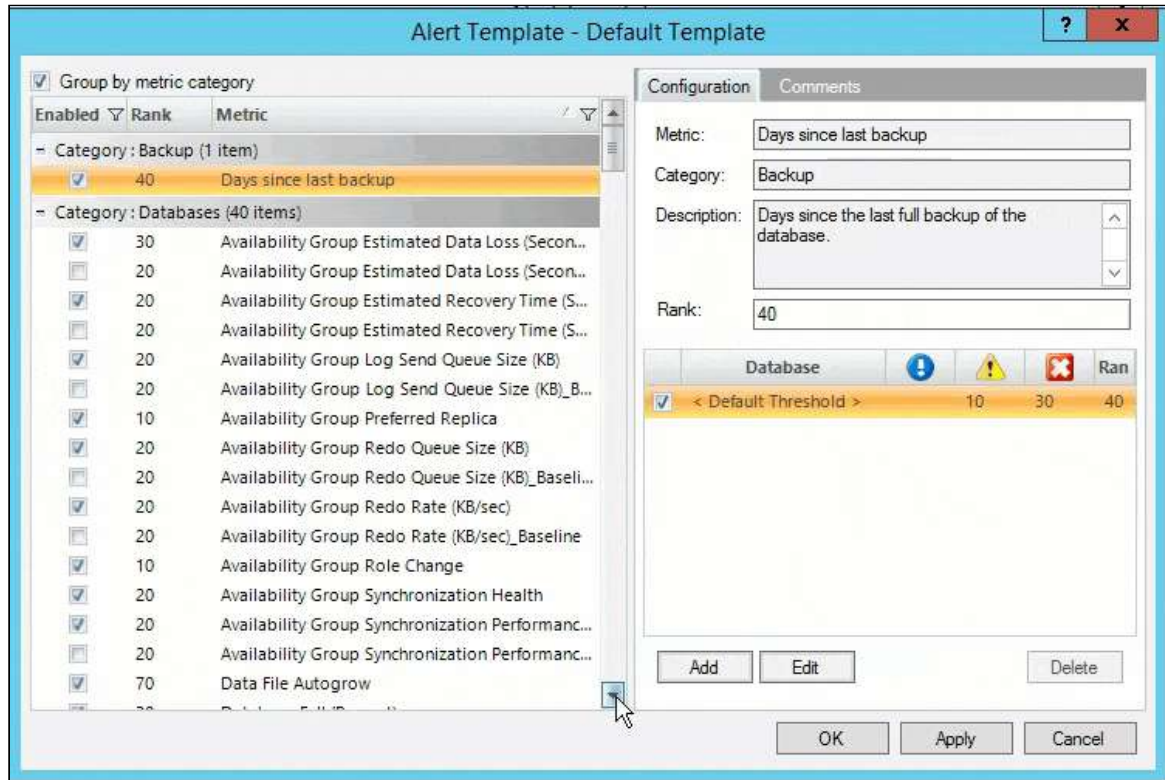 Alert Template - Default Template
?
x
Group by metric category
Enabled Rank Metric
- Category : Backup (1 item)
40 Days since last backup
- Category : Databases (40 items)
30 Availability Group Estimated Data Loss (Secon...
20 Availability Group Estimated Data Loss (Secon...
20 Availability Group Estimated Recovery Time (S...
20 Availability Group Estimated Recovery Time (S...
20 Availability Group Log Send Queue Size (KB)
20 Availability Group Log Send Queue Size (KB)_B...
10 Availability Group Preferred Replica
20 Availability Group Redo Queue Size (KB)
20 Availability Group Redo Queue Size (KB)_Baseli...
20 Availability Group Redo Rate (KB/sec)
20 Availability Group Redo Rate (KB/sec)_Baseline
10 Availability Group Role Change
20 Availability Group Synchronization Health
20 Availability Group Synchronization Performanc...
20 Availability Group Synchronization Performanc...
70 Data File Autogrow
Configuration Comments
Metric: Days since last backup
Category: Backup
Description: Days since the last full backup of the
database.
Rank: 40
Database Ran
< Default Threshold > 10 30 40
Add Edit Delete
OK Apply Cancel